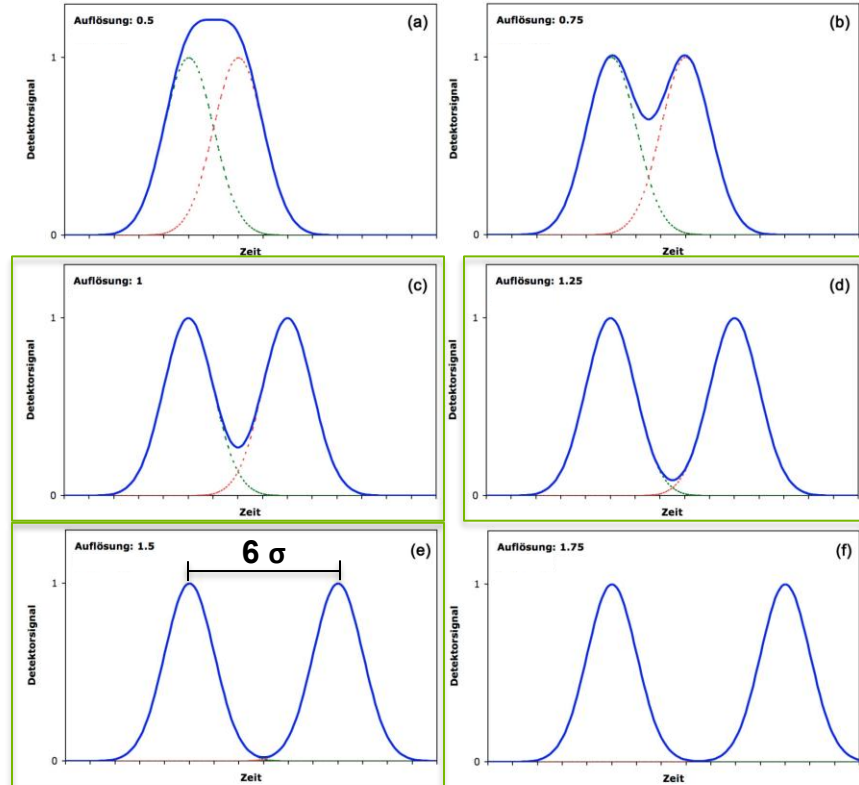 Auflösung: 0.5
(a)
1
Detektorsignal
0
Zeit
Auflösung: 0.75
(b)
1
Detektorsignal
0
Zeit
Auflösung: 1
(c)
1
Detektorsignal
0
Zeit
Auflösung: 1.25
(d)
1
Detektorsignal
0
Zeit
Auflösung: 1.5
6 σ
(e)
1
Detektorsignal
0
Zeit
Auflösung: 1.75
(f)
1
Detektorsignal
0
Zeit